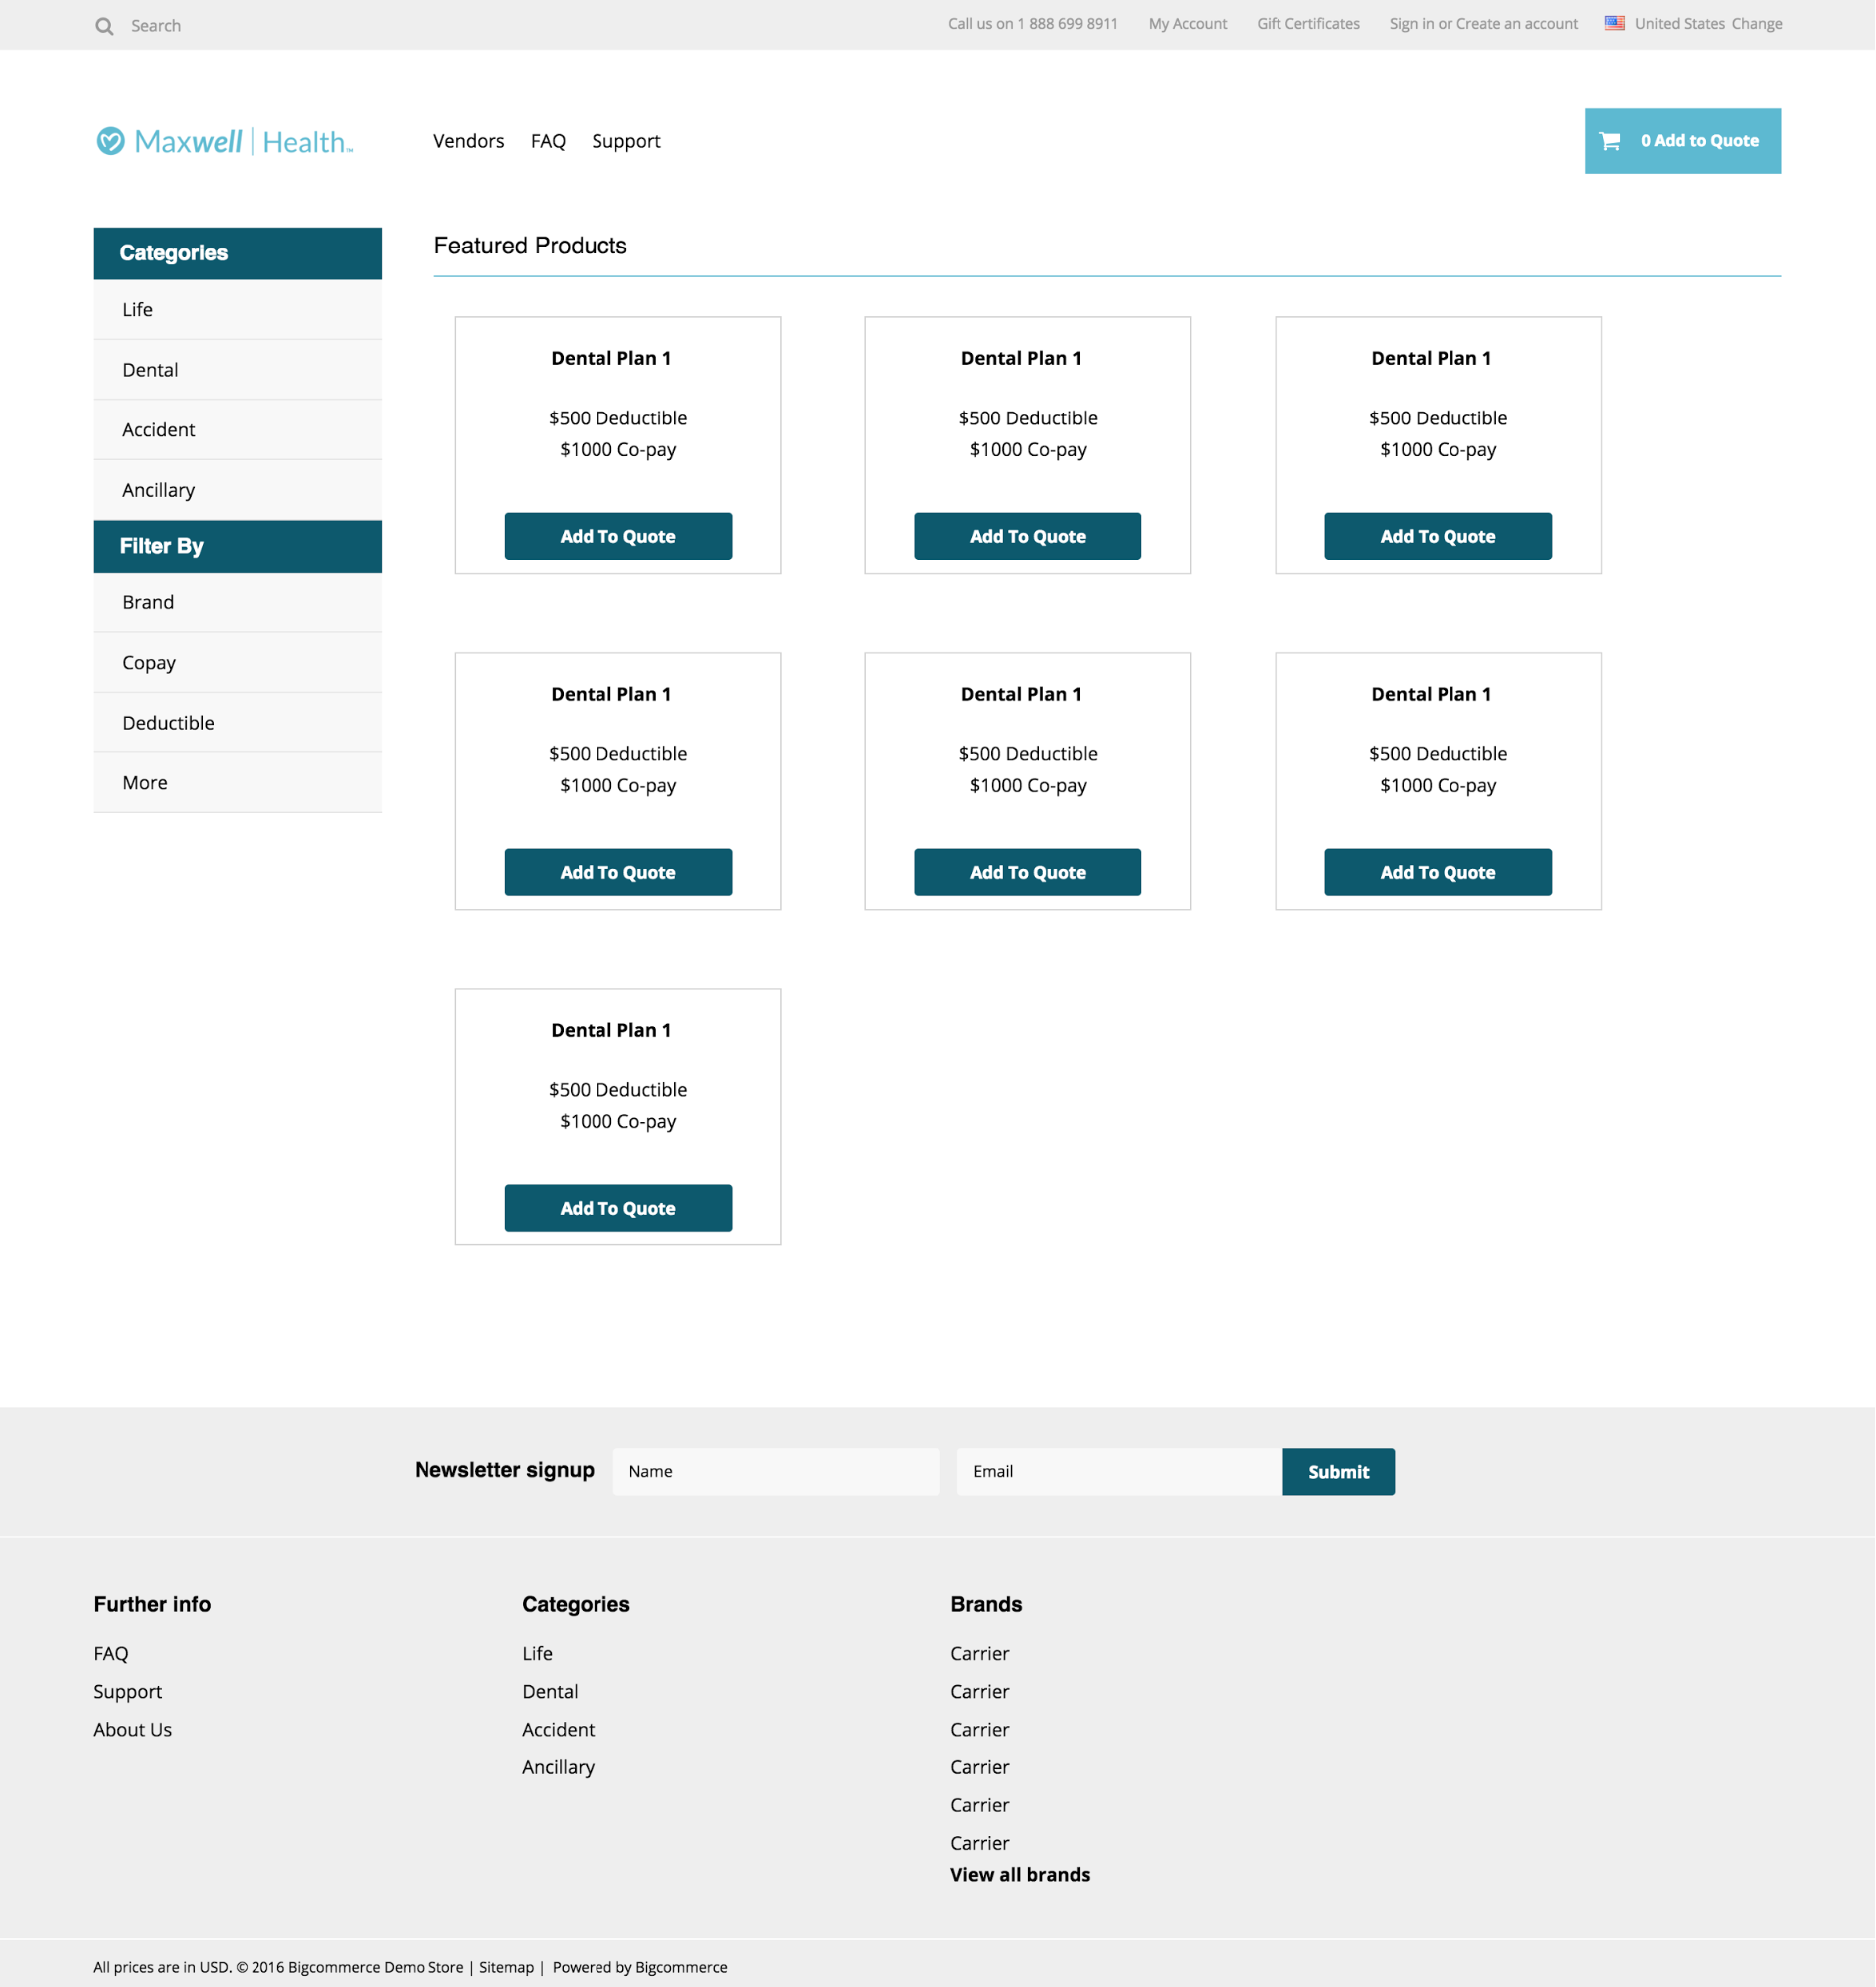 Search
Call us on 1 888 699 8911 My Account Gift Certificates Sign in or Create an account United States Change
Maxwell | Health™
Vendors FAQ Support
0 Add to Quote
Categories
Life
Dental
Accident
Ancillary
Filter By
Brand
Copay
Deductible
More
Featured Products
Dental Plan 1
$500 Deductible
$1000 Co-pay
Add To Quote
Dental Plan 1
$500 Deductible
$1000 Co-pay
Add To Quote
Dental Plan 1
$500 Deductible
$1000 Co-pay
Add To Quote
Dental Plan 1
$500 Deductible
$1000 Co-pay
Add To Quote
Dental Plan 1
$500 Deductible
$1000 Co-pay
Add To Quote
Dental Plan 1
$500 Deductible
$1000 Co-pay
Add To Quote
Dental Plan 1
$500 Deductible
$1000 Co-pay
Add To Quote
Newsletter signup Name Email Submit
Further info
FAQ
Support
About Us
Categories
Life
Dental
Accident
Ancillary
Brands
Carrier
Carrier
Carrier
Carrier
Carrier
Carrier
View all brands
All prices are in USD. © 2016 Bigcommerce Demo Store | Sitemap | Powered by Bigcommerce